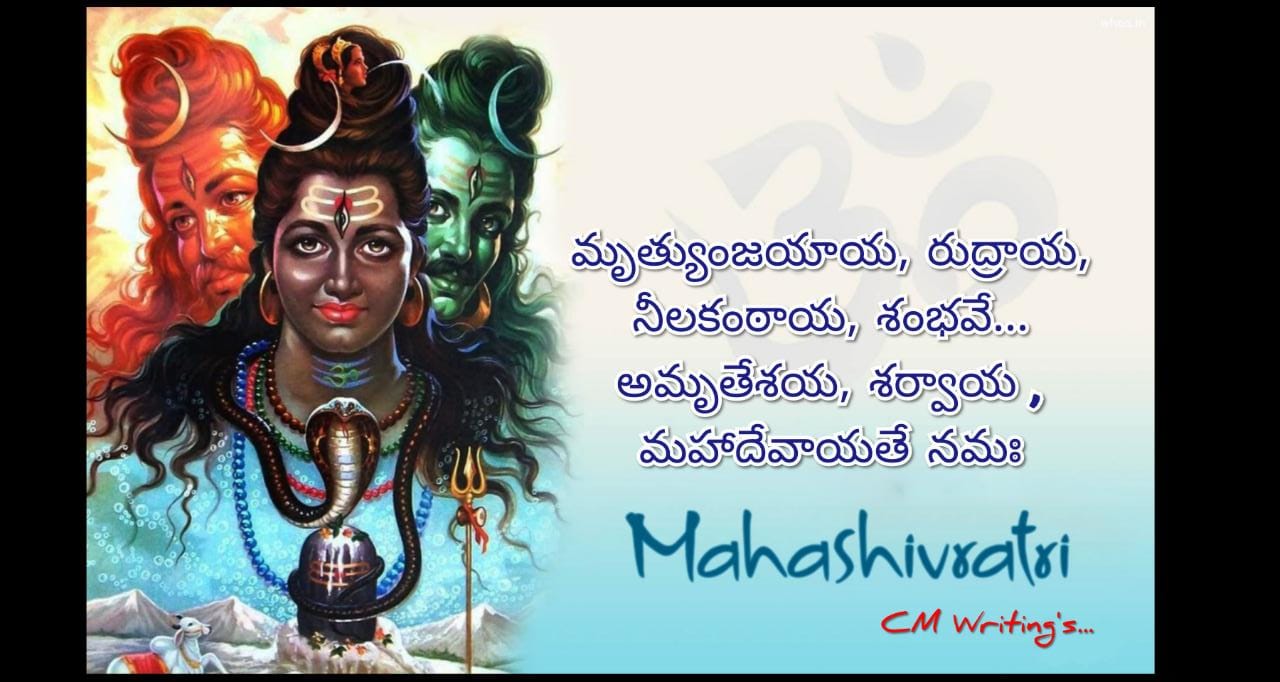 మృత్యుంజయాయ, రుద్రాయ,
నీలకంఠాయ, శంభవే...
అమృతేశయ, శర్వాయ ,
మహాదేవాయతే నమః
Mahashivratri
CM Writing's...